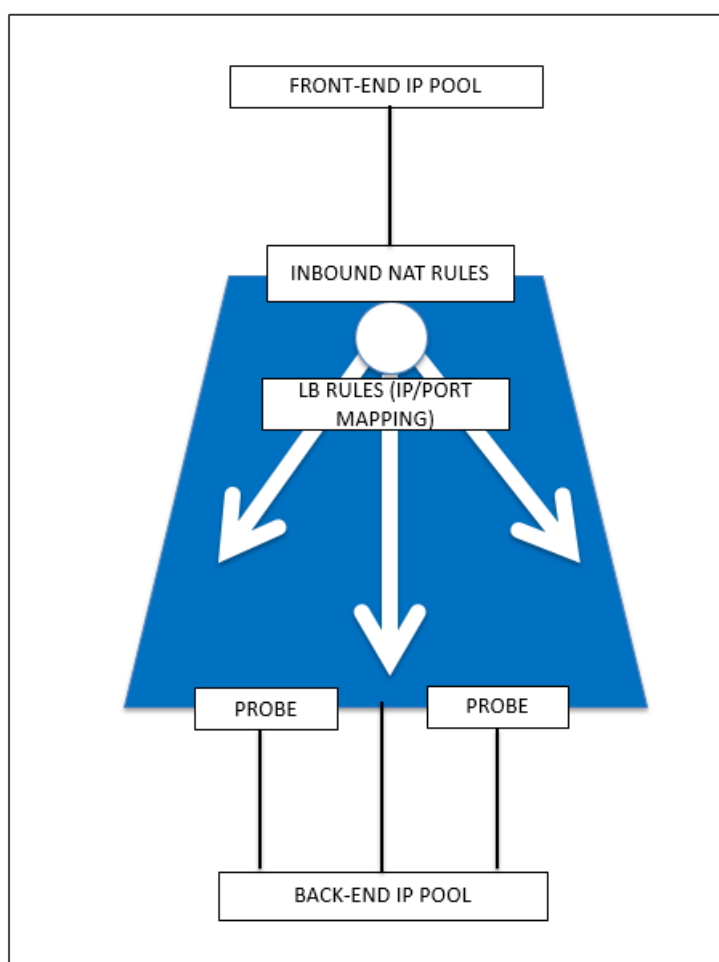 FRONT-END IP POOL
INBOUND NAT RULES
LB RULES (IP/PORT
MAPPING)
PROBE
PROBE
BACK-END IP POOL